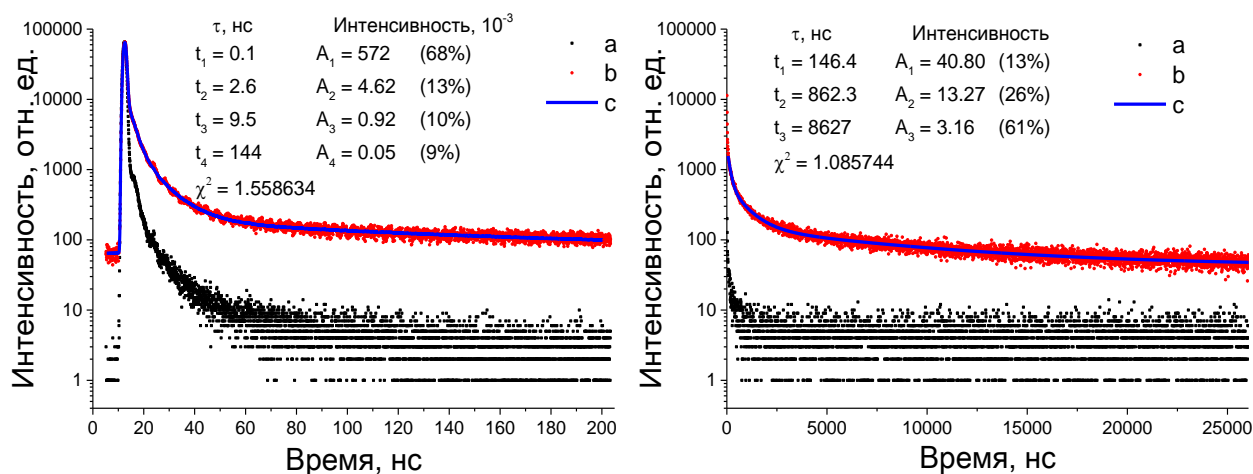 τ, нс Интенсивность, 10⁻³
t₁ = 0.1 A₁ = 572 (68%)
t₂ = 2.6 A₂ = 4.62 (13%)
t₃ = 9.5 A₃ = 0.92 (10%)
t₄ = 144 A₄ = 0.05 (9%)
χ² = 1.558634
a
b
c
Интенсивность, отн. ед.
100000
10000
1000
100
10
1
0 20 40 60 80 100 120 140 160 180 200
Время, нс
τ, нс Интенсивность
t₁ = 146.4 A₁ = 40.80 (13%)
t₂ = 862.3 A₂ = 13.27 (26%)
t₃ = 8627 A₃ = 3.16 (61%)
χ² = 1.085744
a
b
c
Интенсивность, отн. ед.
100000
10000
1000
100
10
1
0 5000 10000 15000 20000 25000
Время, нс